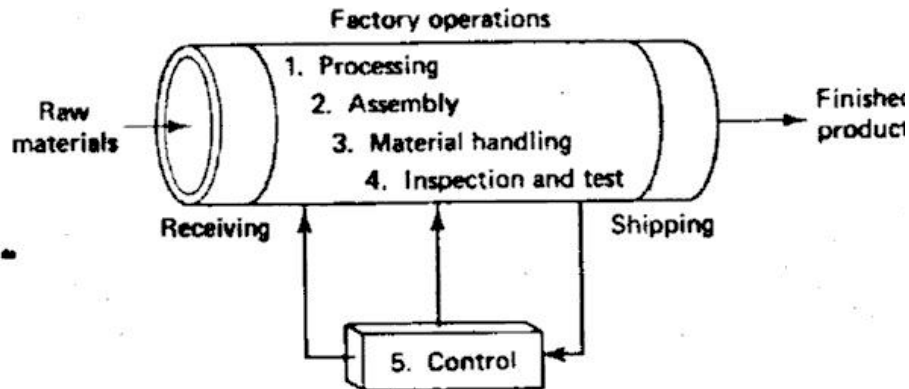 Factory operations
1. Processing
2. Assembly
3. Material handling
4. Inspection and test
Raw
materials
Finished
product
Receiving
Shipping
5. Control